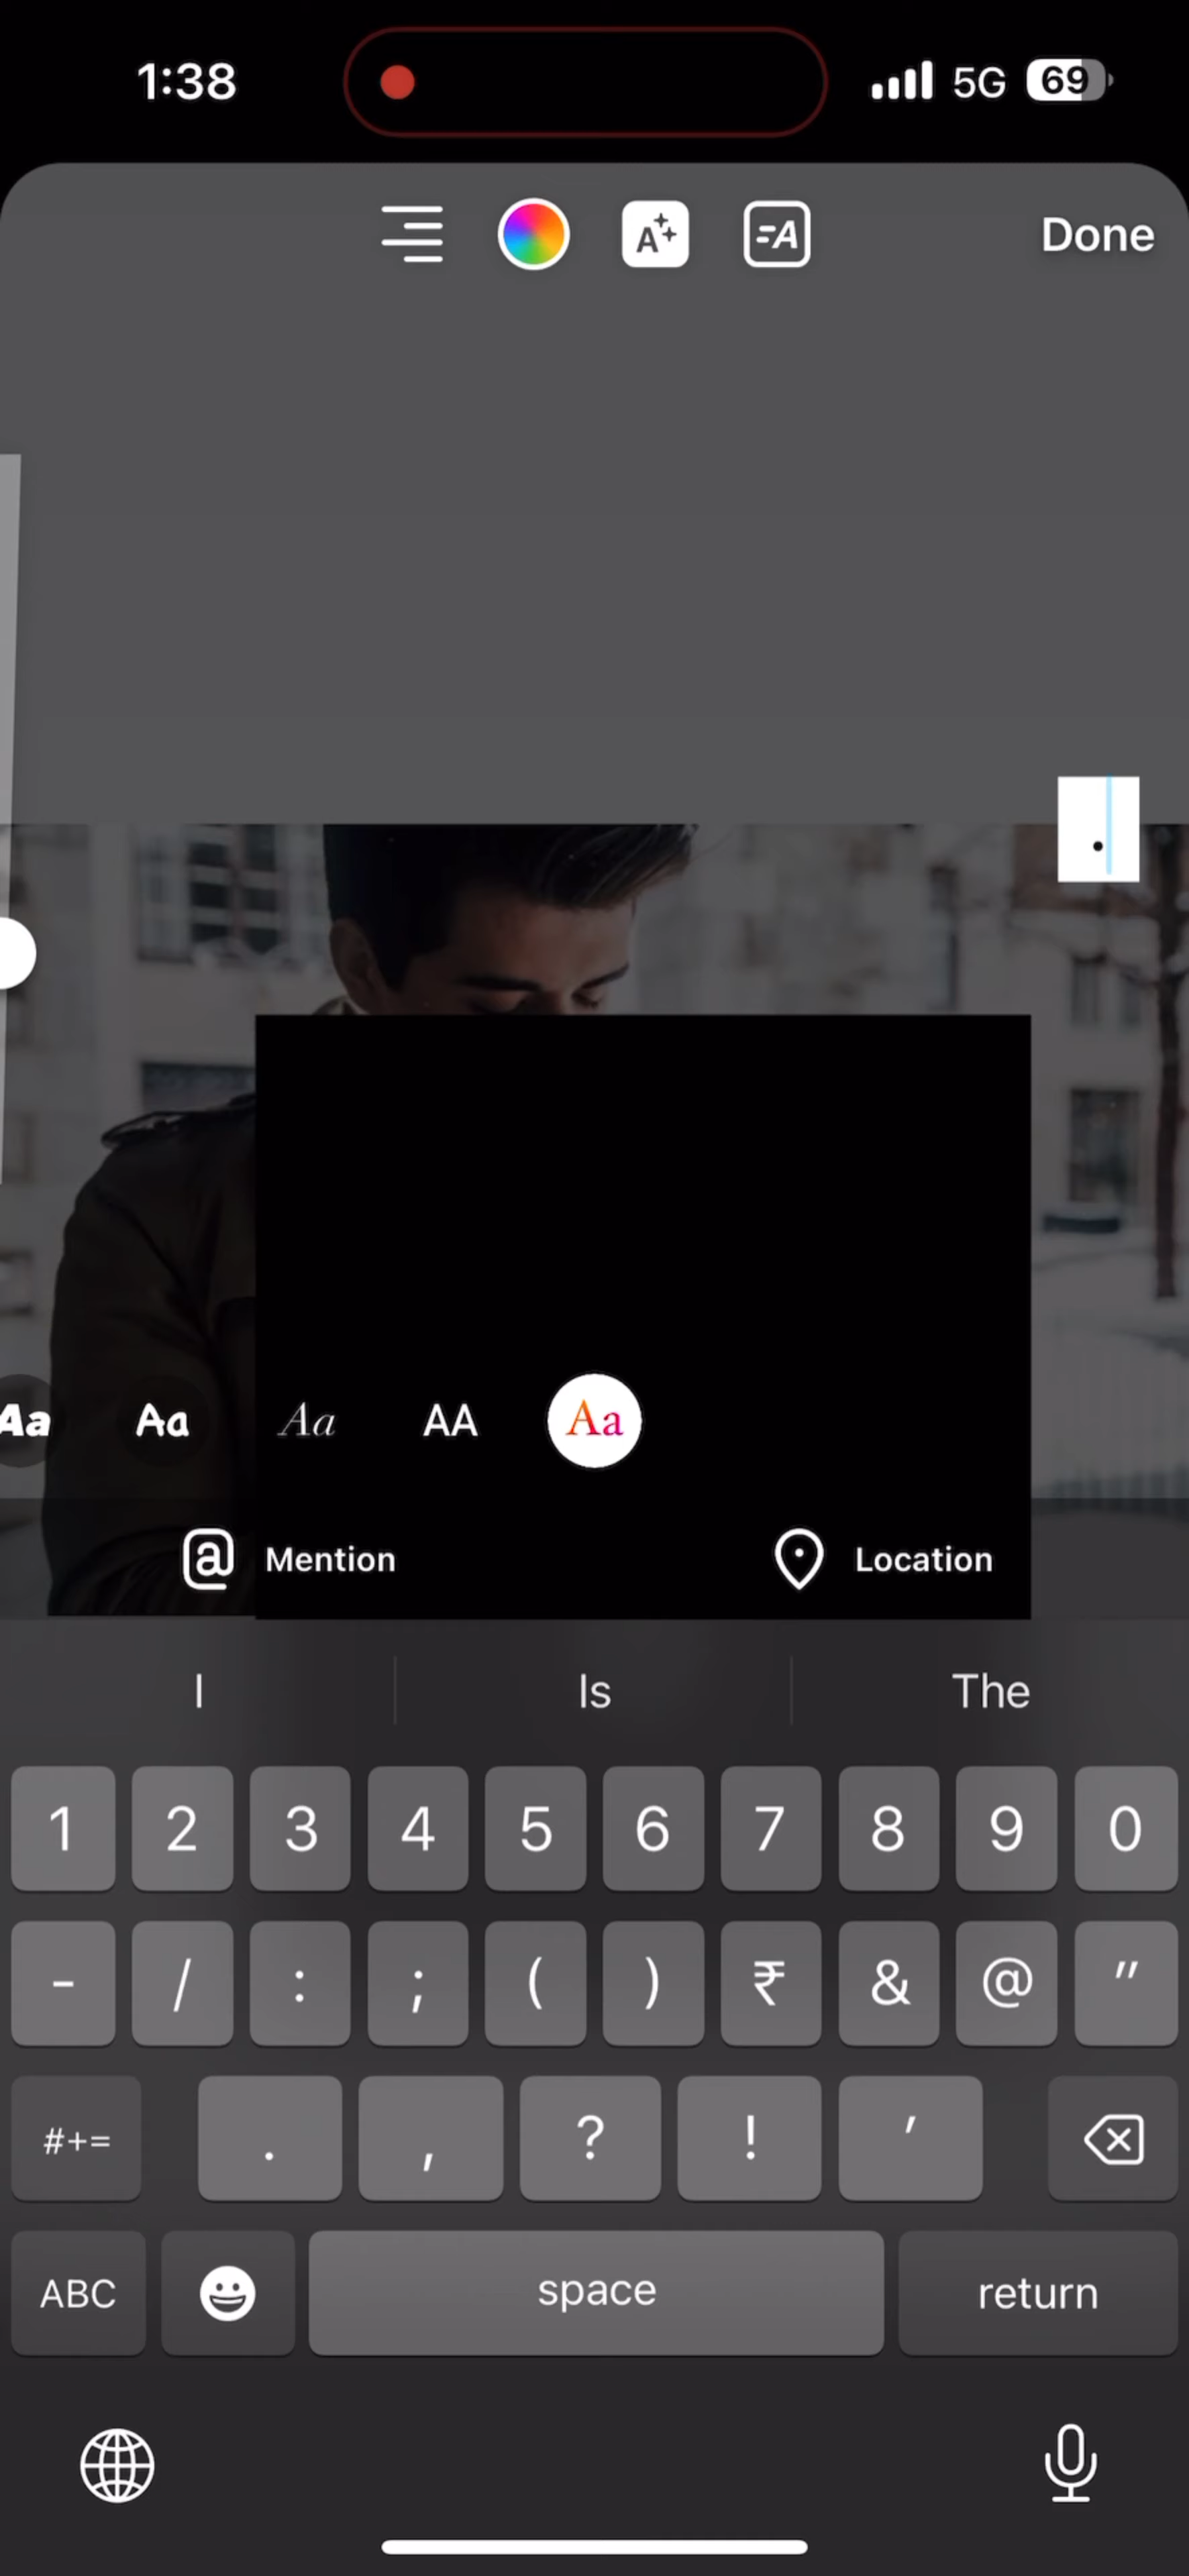 1:38 5G 69
A A Done
.
Aa Aa Aa AA Aa
@ Mention Location
I Is The
1 2 3 4 5 6 7 8 9 0
- / : ; ( ) ₹ & @ "
#+= . , ? ! '
ABC space return